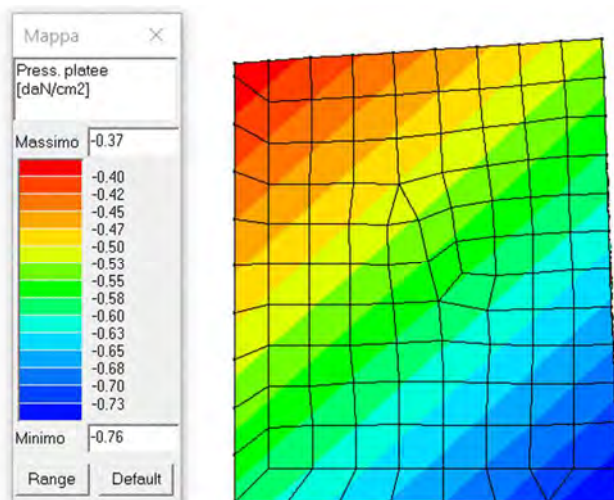 Mappa
Press. platee
[daN/cm2]
Massimo -0.37
-0.40
-0.42
-0.45
-0.47
-0.50
-0.53
-0.55
-0.58
-0.60
-0.63
-0.65
-0.68
-0.70
-0.73
Minimo -0.76
Range Default